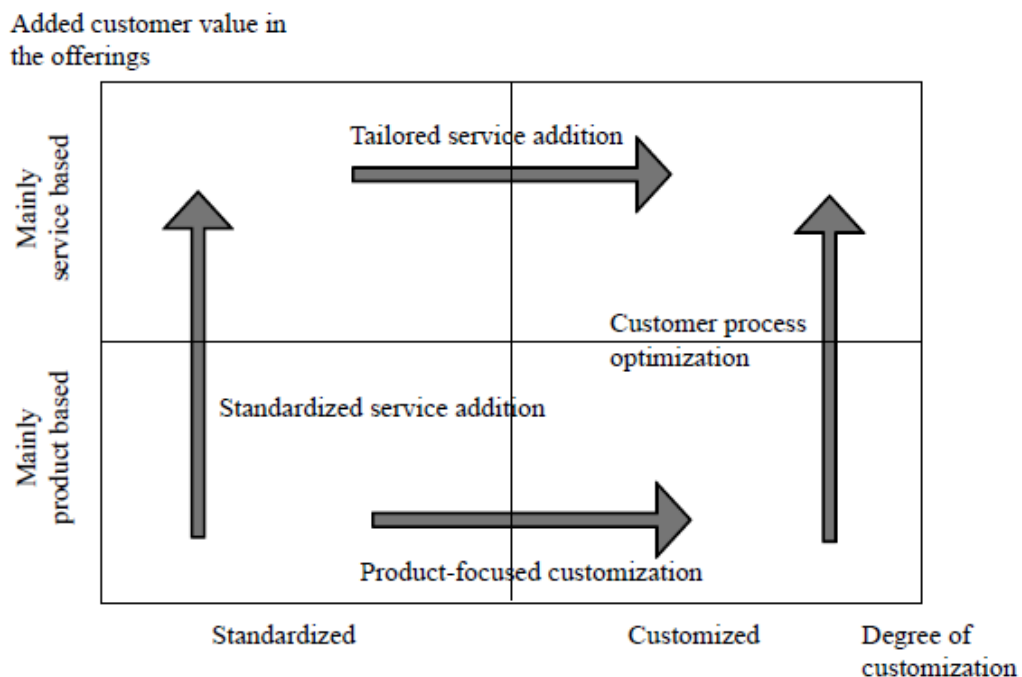 Added customer value in
the offerings
Mainly
service based
Tailored service addition
Customer process
optimization
Mainly
product based
Standardized service addition
Product-focused customization
Standardized
Customized
Degree of
customization